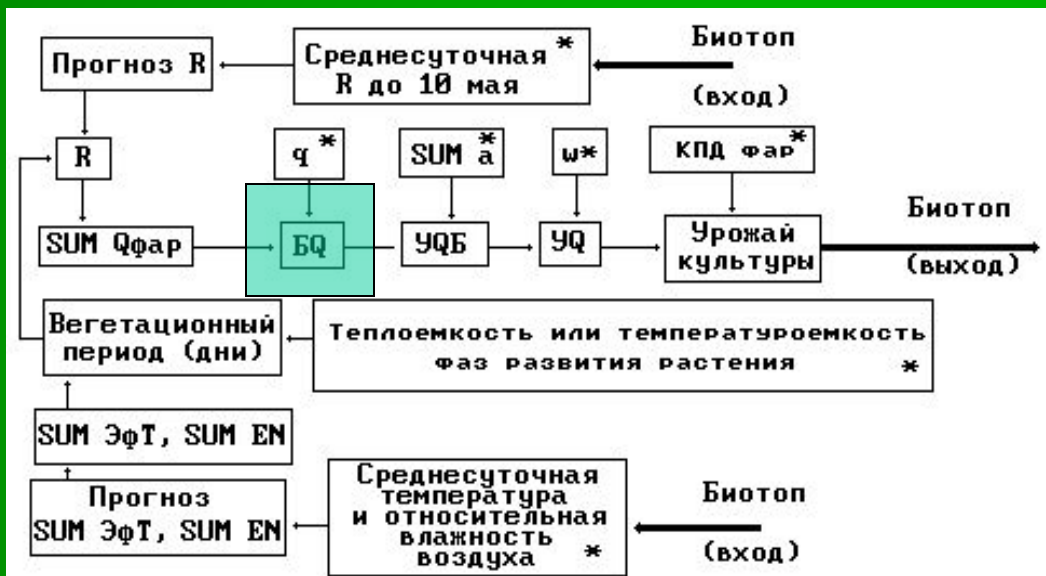 Прогноз R
Среднесуточная *
R до 10 мая
Биотоп
(вход)
R
q *
SUM а *
ω*
КПД фар*
SUM Qфар
БQ
УQБ
УQ
Урожай
культуры
Биотоп
(выход)
Вегетационный
период (дни)
Теплоемкость или температуроемкость
фаз развития растения *
SUM ЭфТ, SUM EN
Прогноз
SUM ЭфТ, SUM EN
Среднесуточная
температура
и относительная
влажность
воздуха *
Биотоп
(вход)